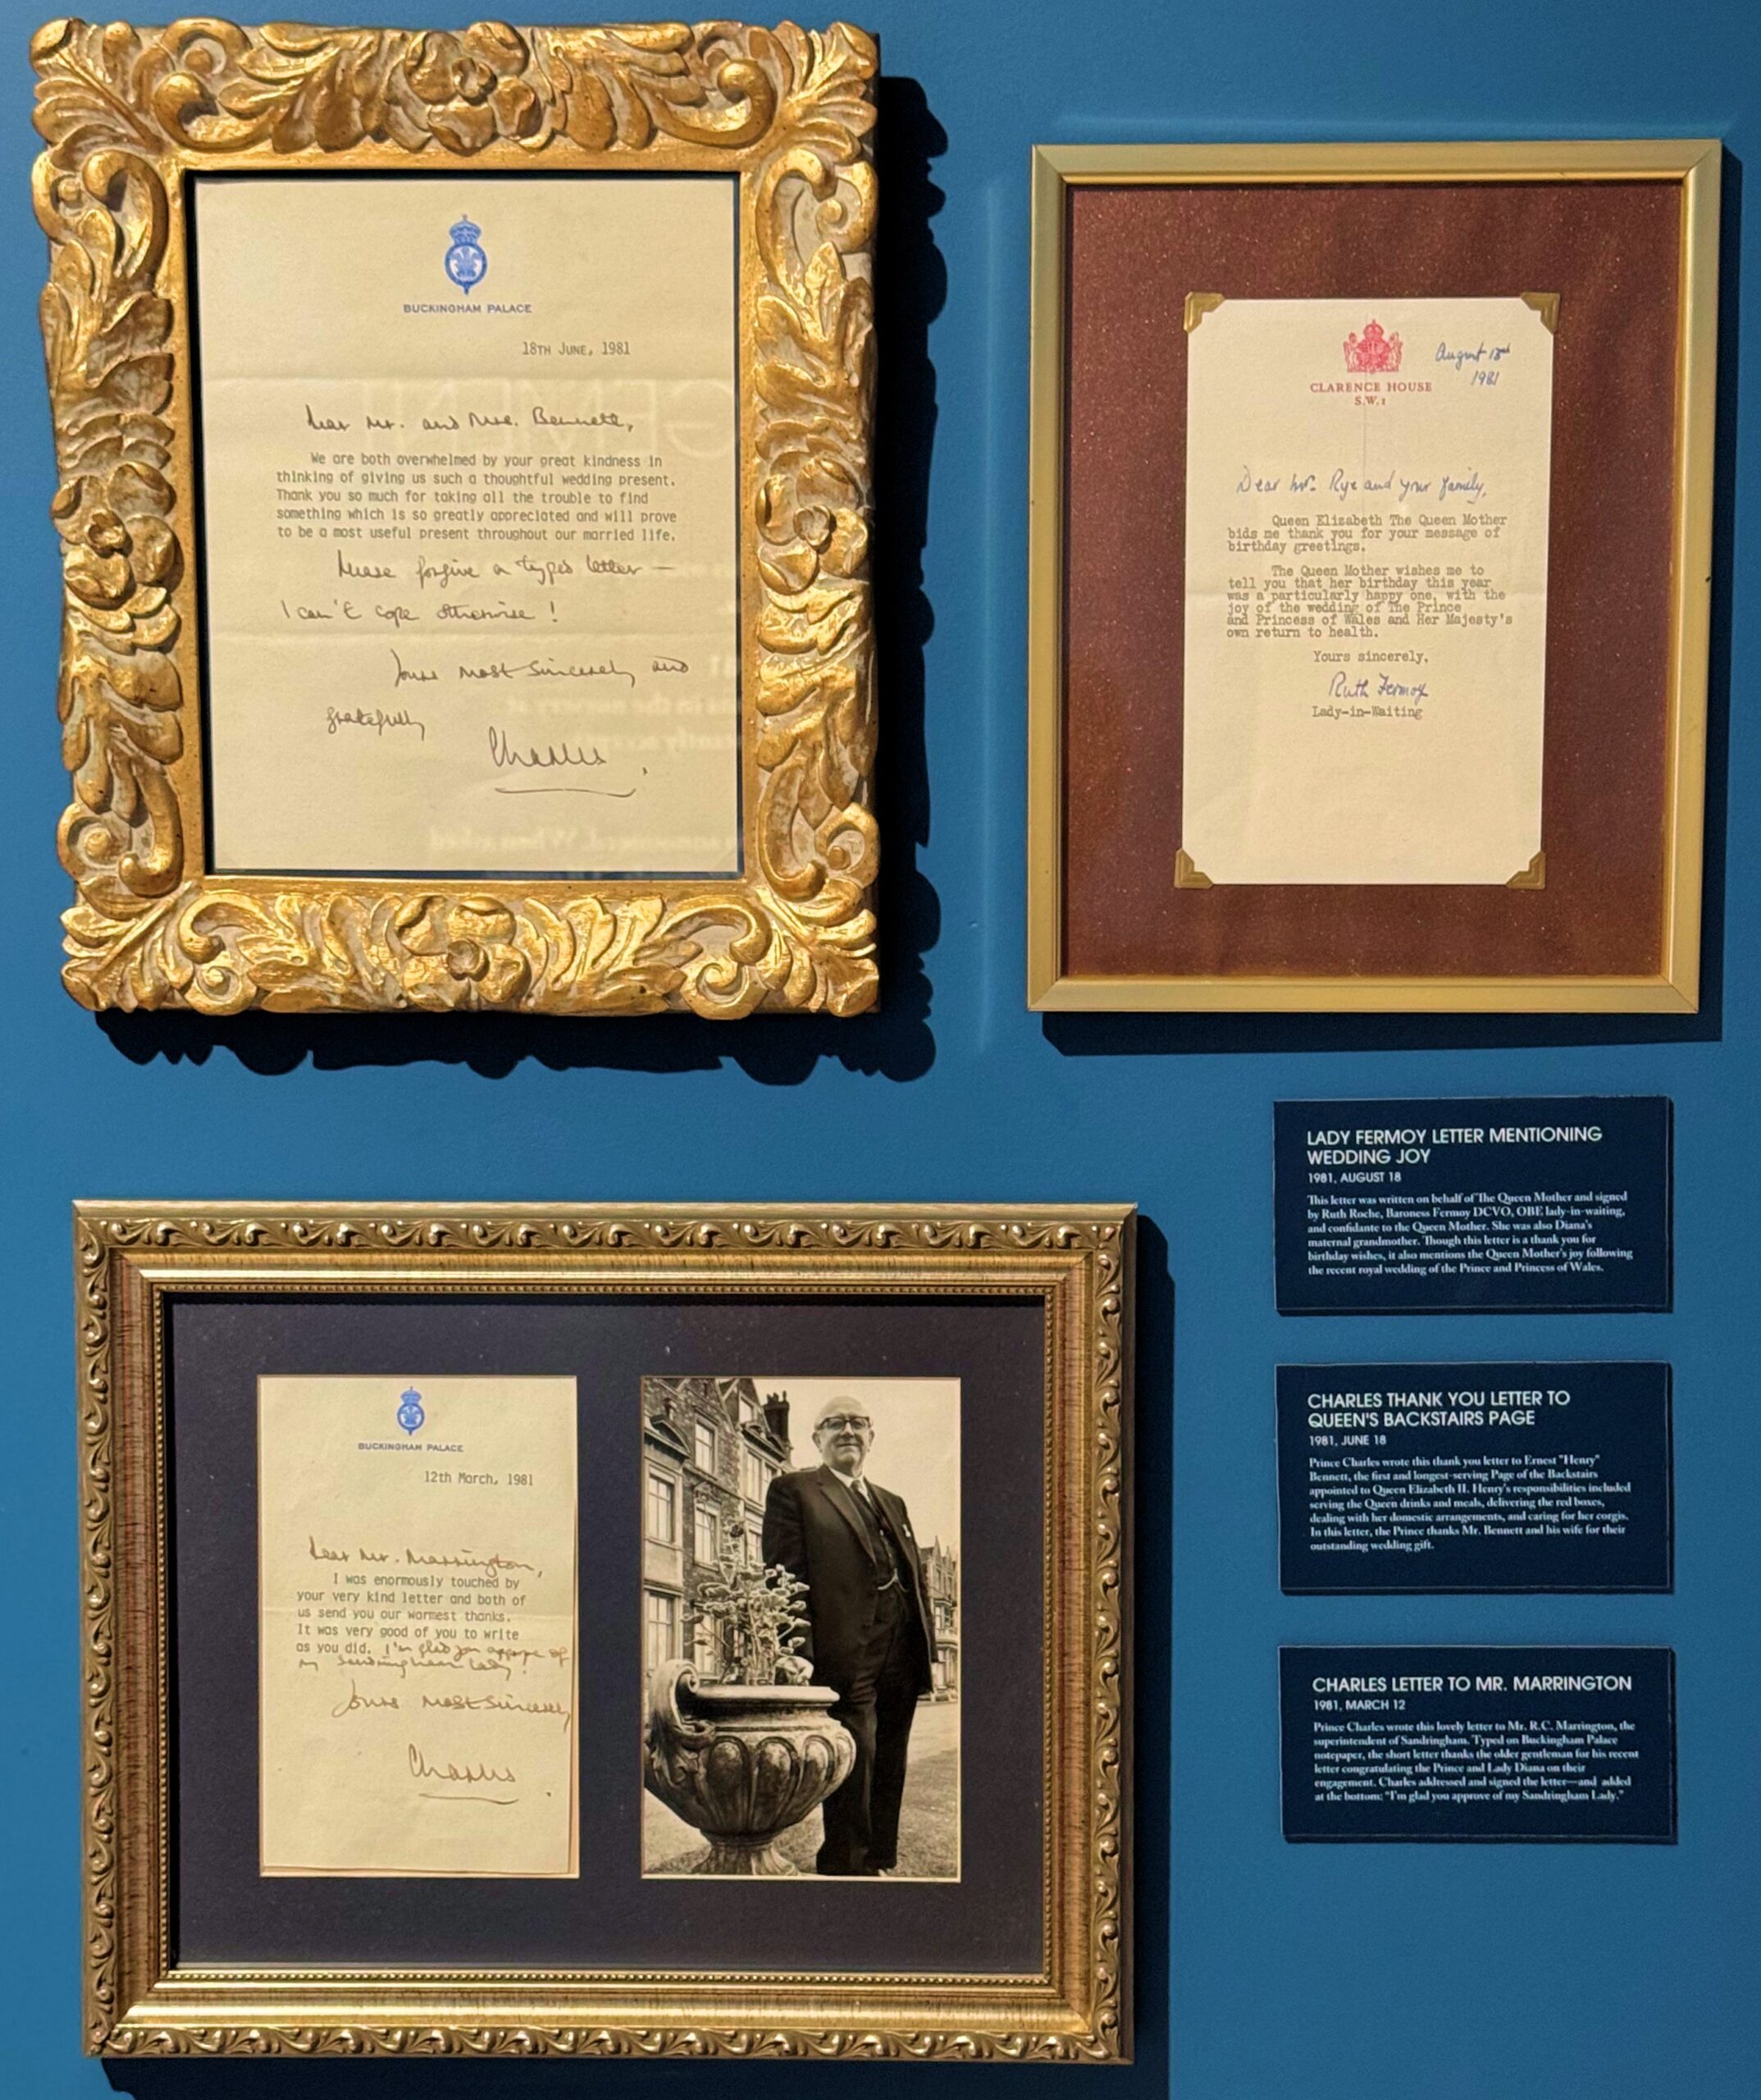 BUCKINGHAM PALACE
18TH JUNE, 1981
Dear Mr. and Mrs. Bennett,
We are both overwhelmed by your great kindness in
thinking of giving us such a thoughtful wedding present.
Thank you so much for taking all the trouble to find
something which is so greatly appreciated and will prove
to be a most useful present throughout our married life.
Please forgive a typed letter —
I can't cope otherwise!
Yours most sincerely and
gratefully
Charles
CLARENCE HOUSE
S.W.1
August
1981
Dear Mr. Rye and your family,
Queen Elizabeth The Queen Mother
bids me thank you for your message of
birthday greetings.
The Queen Mother wishes me to
tell you that her birthday this year
was a particularly happy one, with the
joy of the wedding of The Prince
and Princess of Wales and Her Majesty's
own return to health.
Yours sincerely,
Ruth Fermoy
Lady-in-Waiting
BUCKINGHAM PALACE
12th March, 1981
Dear Mr. Marrington,
I was enormously touched by
your very kind letter and both of
us send you our warmest thanks.
It was very good of you to write
as you did. I'm glad you approve of
my Sandringham Lady!
Yours most sincerely
Charles
LADY FERMOY LETTER MENTIONING
WEDDING JOY
1981, AUGUST 18
This letter was written on behalf of The Queen Mother and signed
by Ruth Roche, Baroness Fermoy DCVO, OBE lady-in-waiting,
and confidante to the Queen Mother. She was also Diana's
maternal grandmother. Though this letter is a thank you for
birthday wishes, it also mentions the Queen Mother's joy following
the recent royal wedding of the Prince and Princess of Wales.
CHARLES THANK YOU LETTER TO
QUEEN'S BACKSTAIRS PAGE
1981, JUNE 18
Prince Charles wrote this thank you letter to Ernest "Henry"
Bennett, the first and longest-serving Page of the Backstairs
appointed to Queen Elizabeth II. Henry's responsibilities included
serving the Queen drinks and meals, delivering the red boxes,
dealing with her domestic arrangements, and caring for her corgis.
In this letter, the Prince thanks Mr. Bennett and his wife for their
outstanding wedding gift.
CHARLES LETTER TO MR. MARRINGTON
1981, MARCH 12
Prince Charles wrote this lovely letter to Mr. R.C. Marrington, the
superintendent of Sandringham. Typed on Buckingham Palace
notepaper, the short letter thanks the older gentleman for his recent
letter congratulating the Prince and Lady Diana on their
engagement. Charles addressed and signed the letter—and added
at the bottom: "I'm glad you approve of my Sandringham Lady."